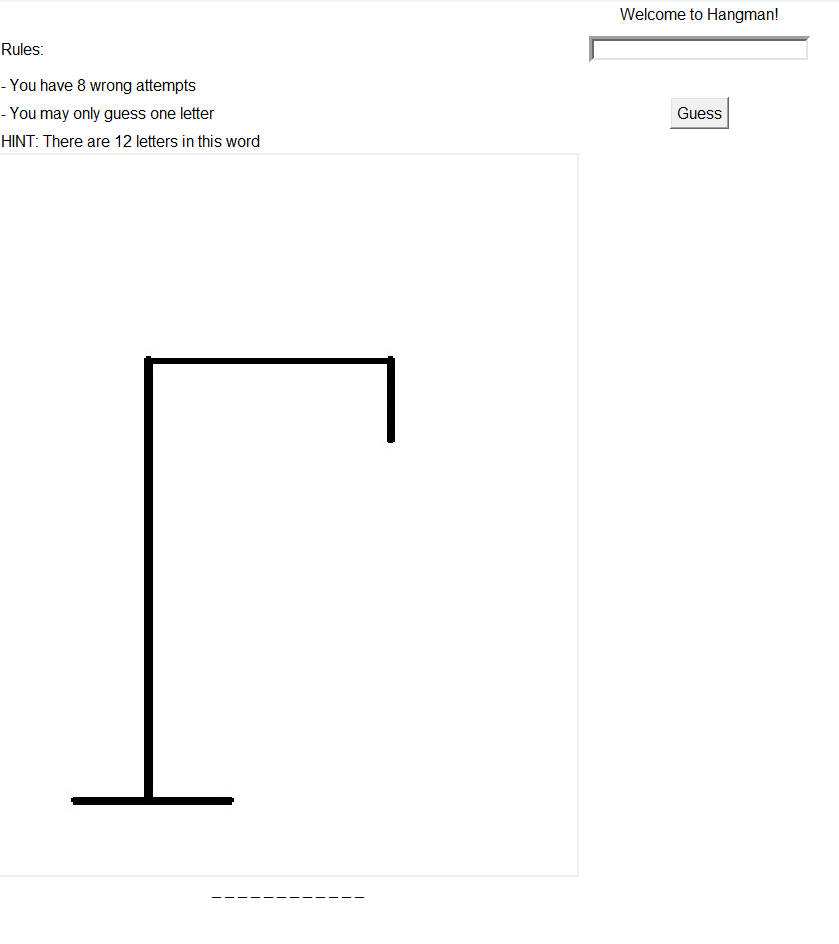 Welcome to Hangman!
Rules:
- You have 8 wrong attempts
- You may only guess one letter
Guess
HINT: There are 12 letters in this word
_ _ _ _ _ _ _ _ _ _ _ _